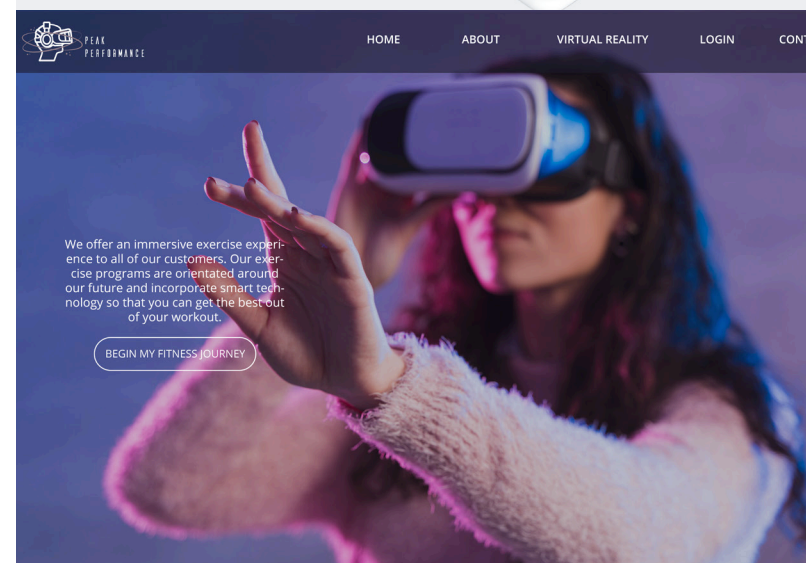 PEAK
PERFORMANCE
HOME ABOUT VIRTUAL REALITY LOGIN CONT
We offer an immersive exercise experi-
ence to all of our customers. Our exer-
cise programs are orientated around
our future and incorporate smart tech-
nology so that you can get the best out
of your workout.
BEGIN MY FITNESS JOURNEY